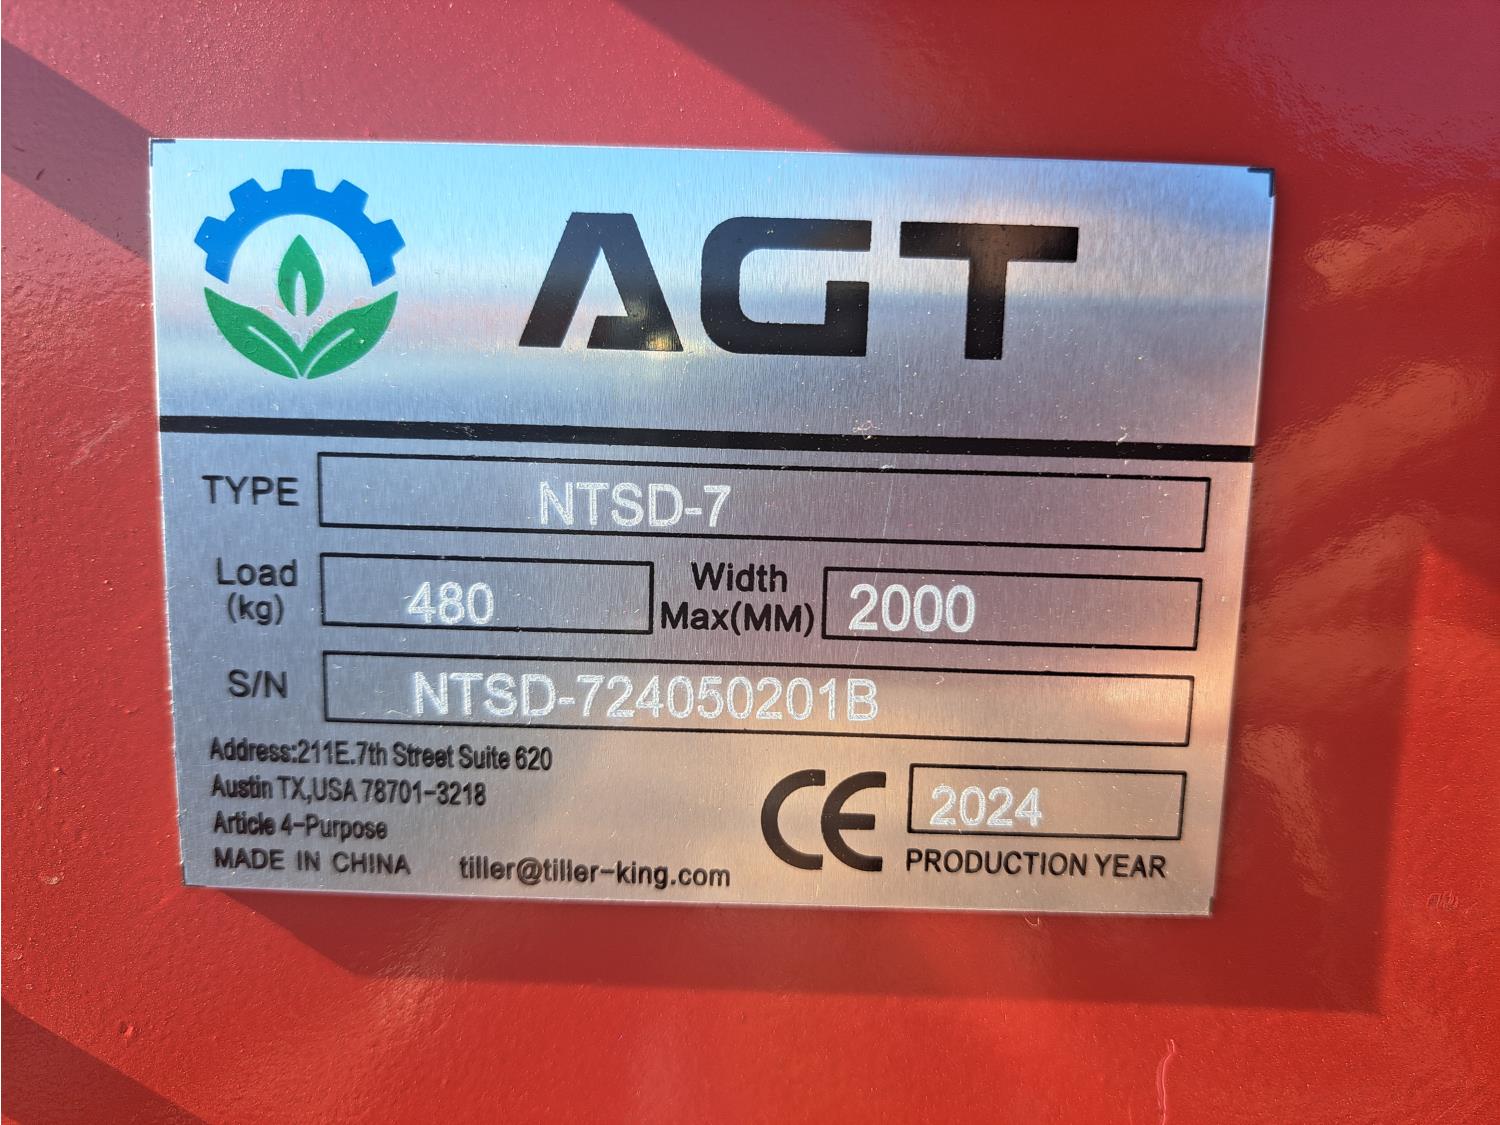 AGT
TYPE NTSD-7
Load (kg) 480 Width Max(MM) 2000
S/N NTSD-724050201B
Address:211E.7th Street Suite 620
Austin TX,USA 78701-3218
Article 4-Purpose
MADE IN CHINA tiller@tiller-king.com
CE 2024
PRODUCTION YEAR